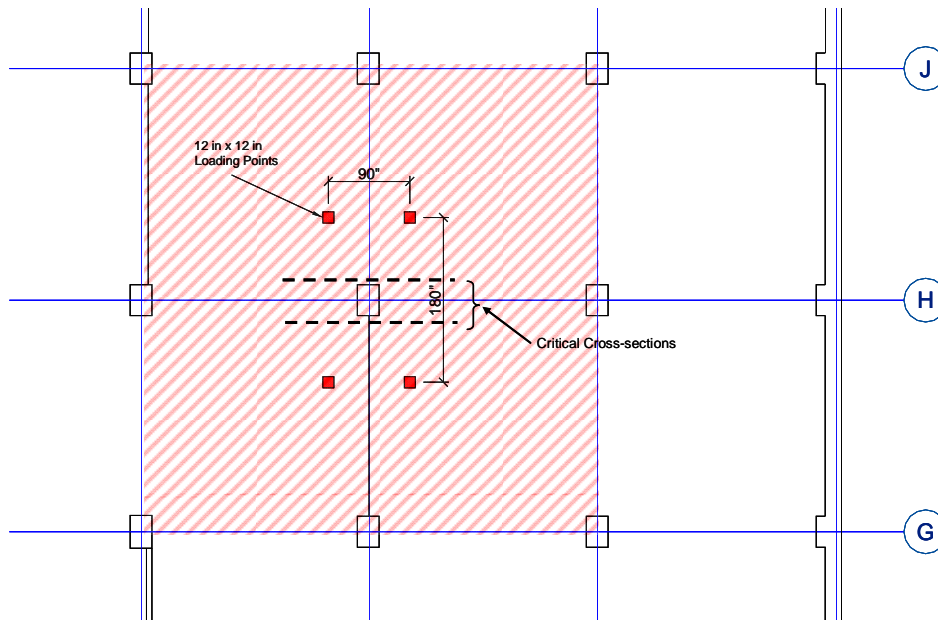 J
12 in x 12 in
Loading Points
90"
180"
H
Critical Cross-sections
G